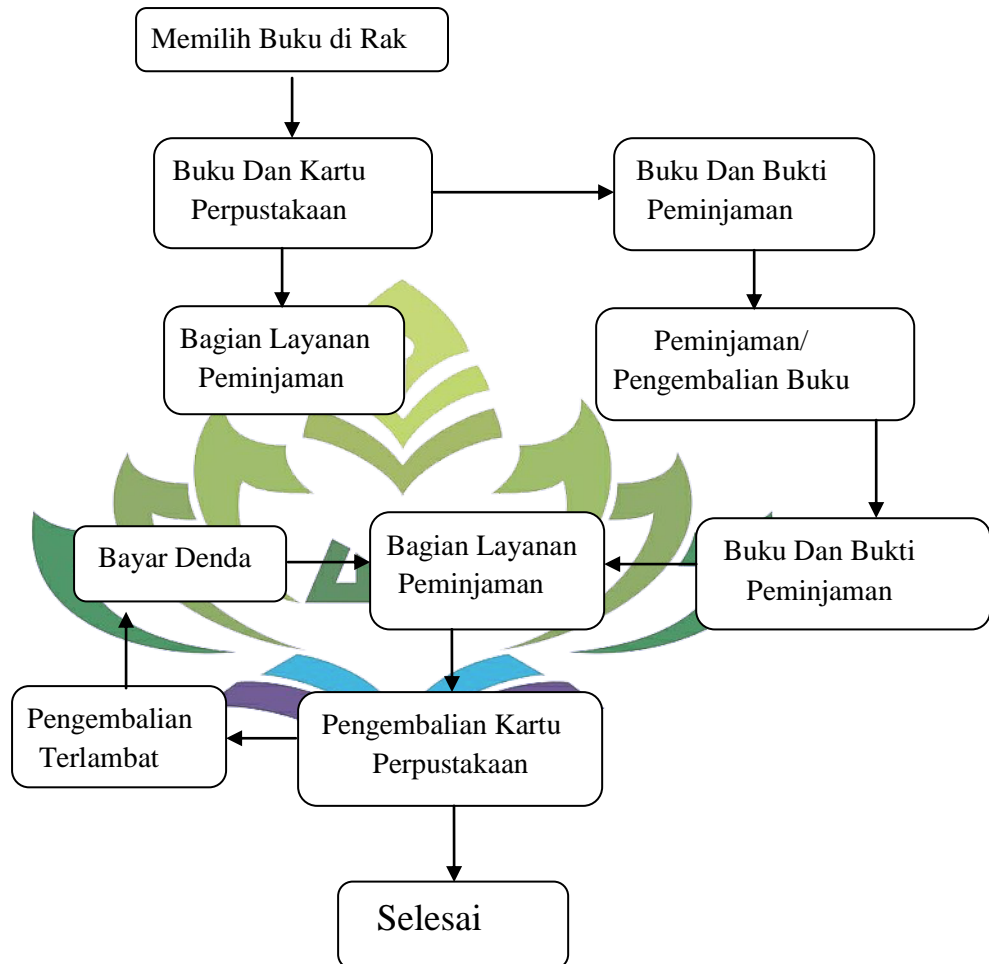 Memilih Buku di Rak
Buku Dan Kartu
Perpustakaan
Buku Dan Bukti
Peminjaman
Bagian Layanan
Peminjaman
Peminjaman/
Pengembalian Buku
Bayar Denda
Bagian Layanan
Peminjaman
Buku Dan Bukti
Peminjaman
Pengembalian
Terlambat
Pengembalian Kartu
Perpustakaan
Selesai